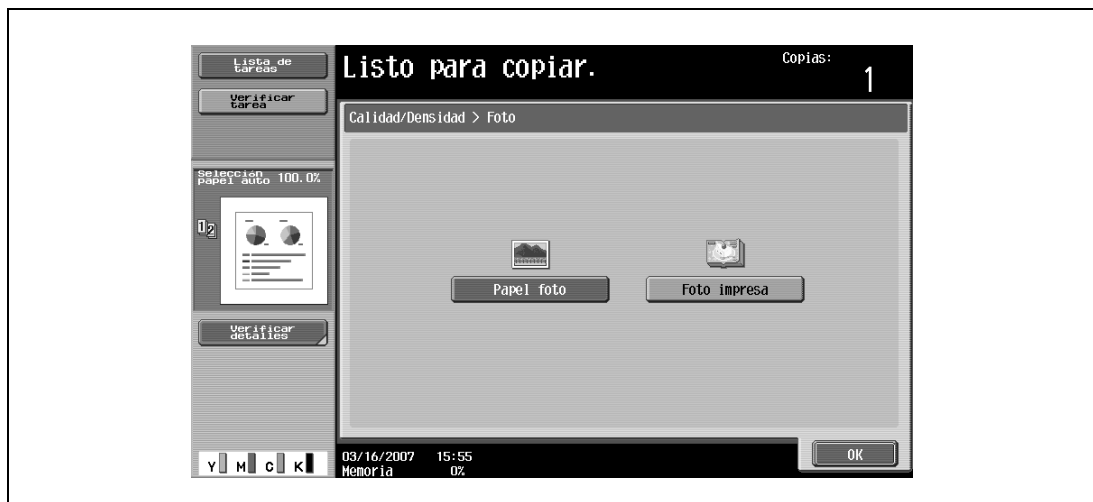 Lista de
tareas
Verificar
tarea
Selección
papel auto 100.0%
12
Verificar
detalles
Y M C K
Listo para copiar.
Copias:
1
Calidad/Densidad > Foto
Papel foto
Foto impresa
03/16/2007 15:55
Memoria 0%
OK